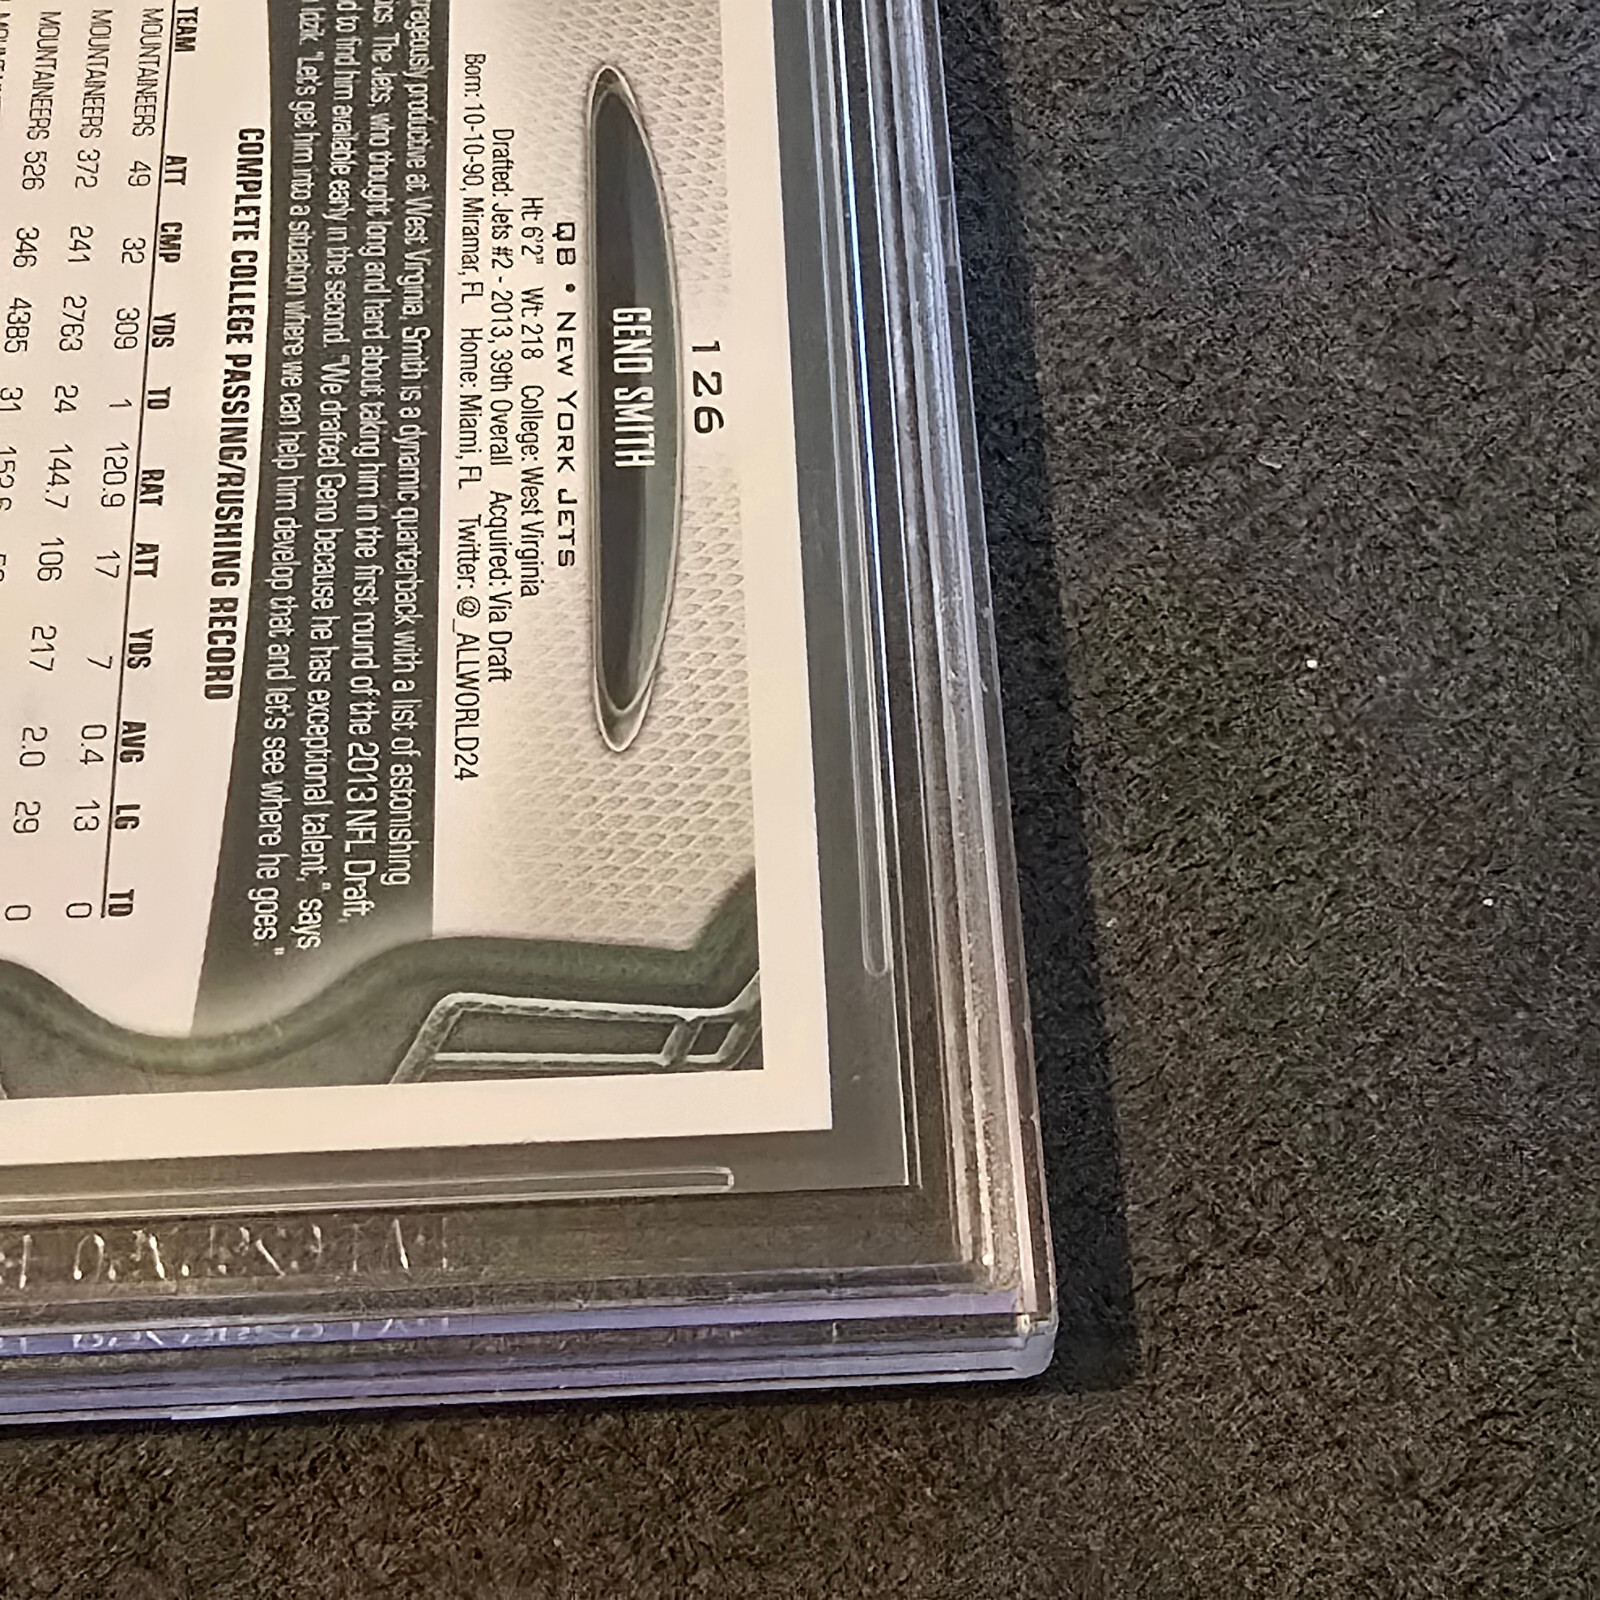 126
GENO SMITH
QB • NEW YORK JETS
Ht: 6'2" Wt: 218 College: West Virginia
Drafted: Jets #2 - 2013, 39th Overall Acquired: Via Draft
Born: 10-10-90, Miramar, FL Home: Miami, FL Twitter: @_ALLWORLD24
productive at West Virginia, Smith is a dynamic quarterback with a list of astonishing
The Jets, who thought long and hard about taking him in the first round of the 2013 NFL Draft,
to find him available early in the second. "We drafted Geno because he has exceptional talent," says
"Let's get him into a situation where we can help him develop that and let's see where he goes."
COMPLETE COLLEGE PASSING/RUSHING RECORD
TEAM ATT CMP YDS TD RAT ATT YDS AVG LG TD
MOUNTAINEERS 49 32 309 1 120.9 17 7 0.4 13 0
MOUNTAINEERS 372 241 2763 24 144.7 106 217 2.0 29 0
MOUNTAINEERS 526 346 4385 31